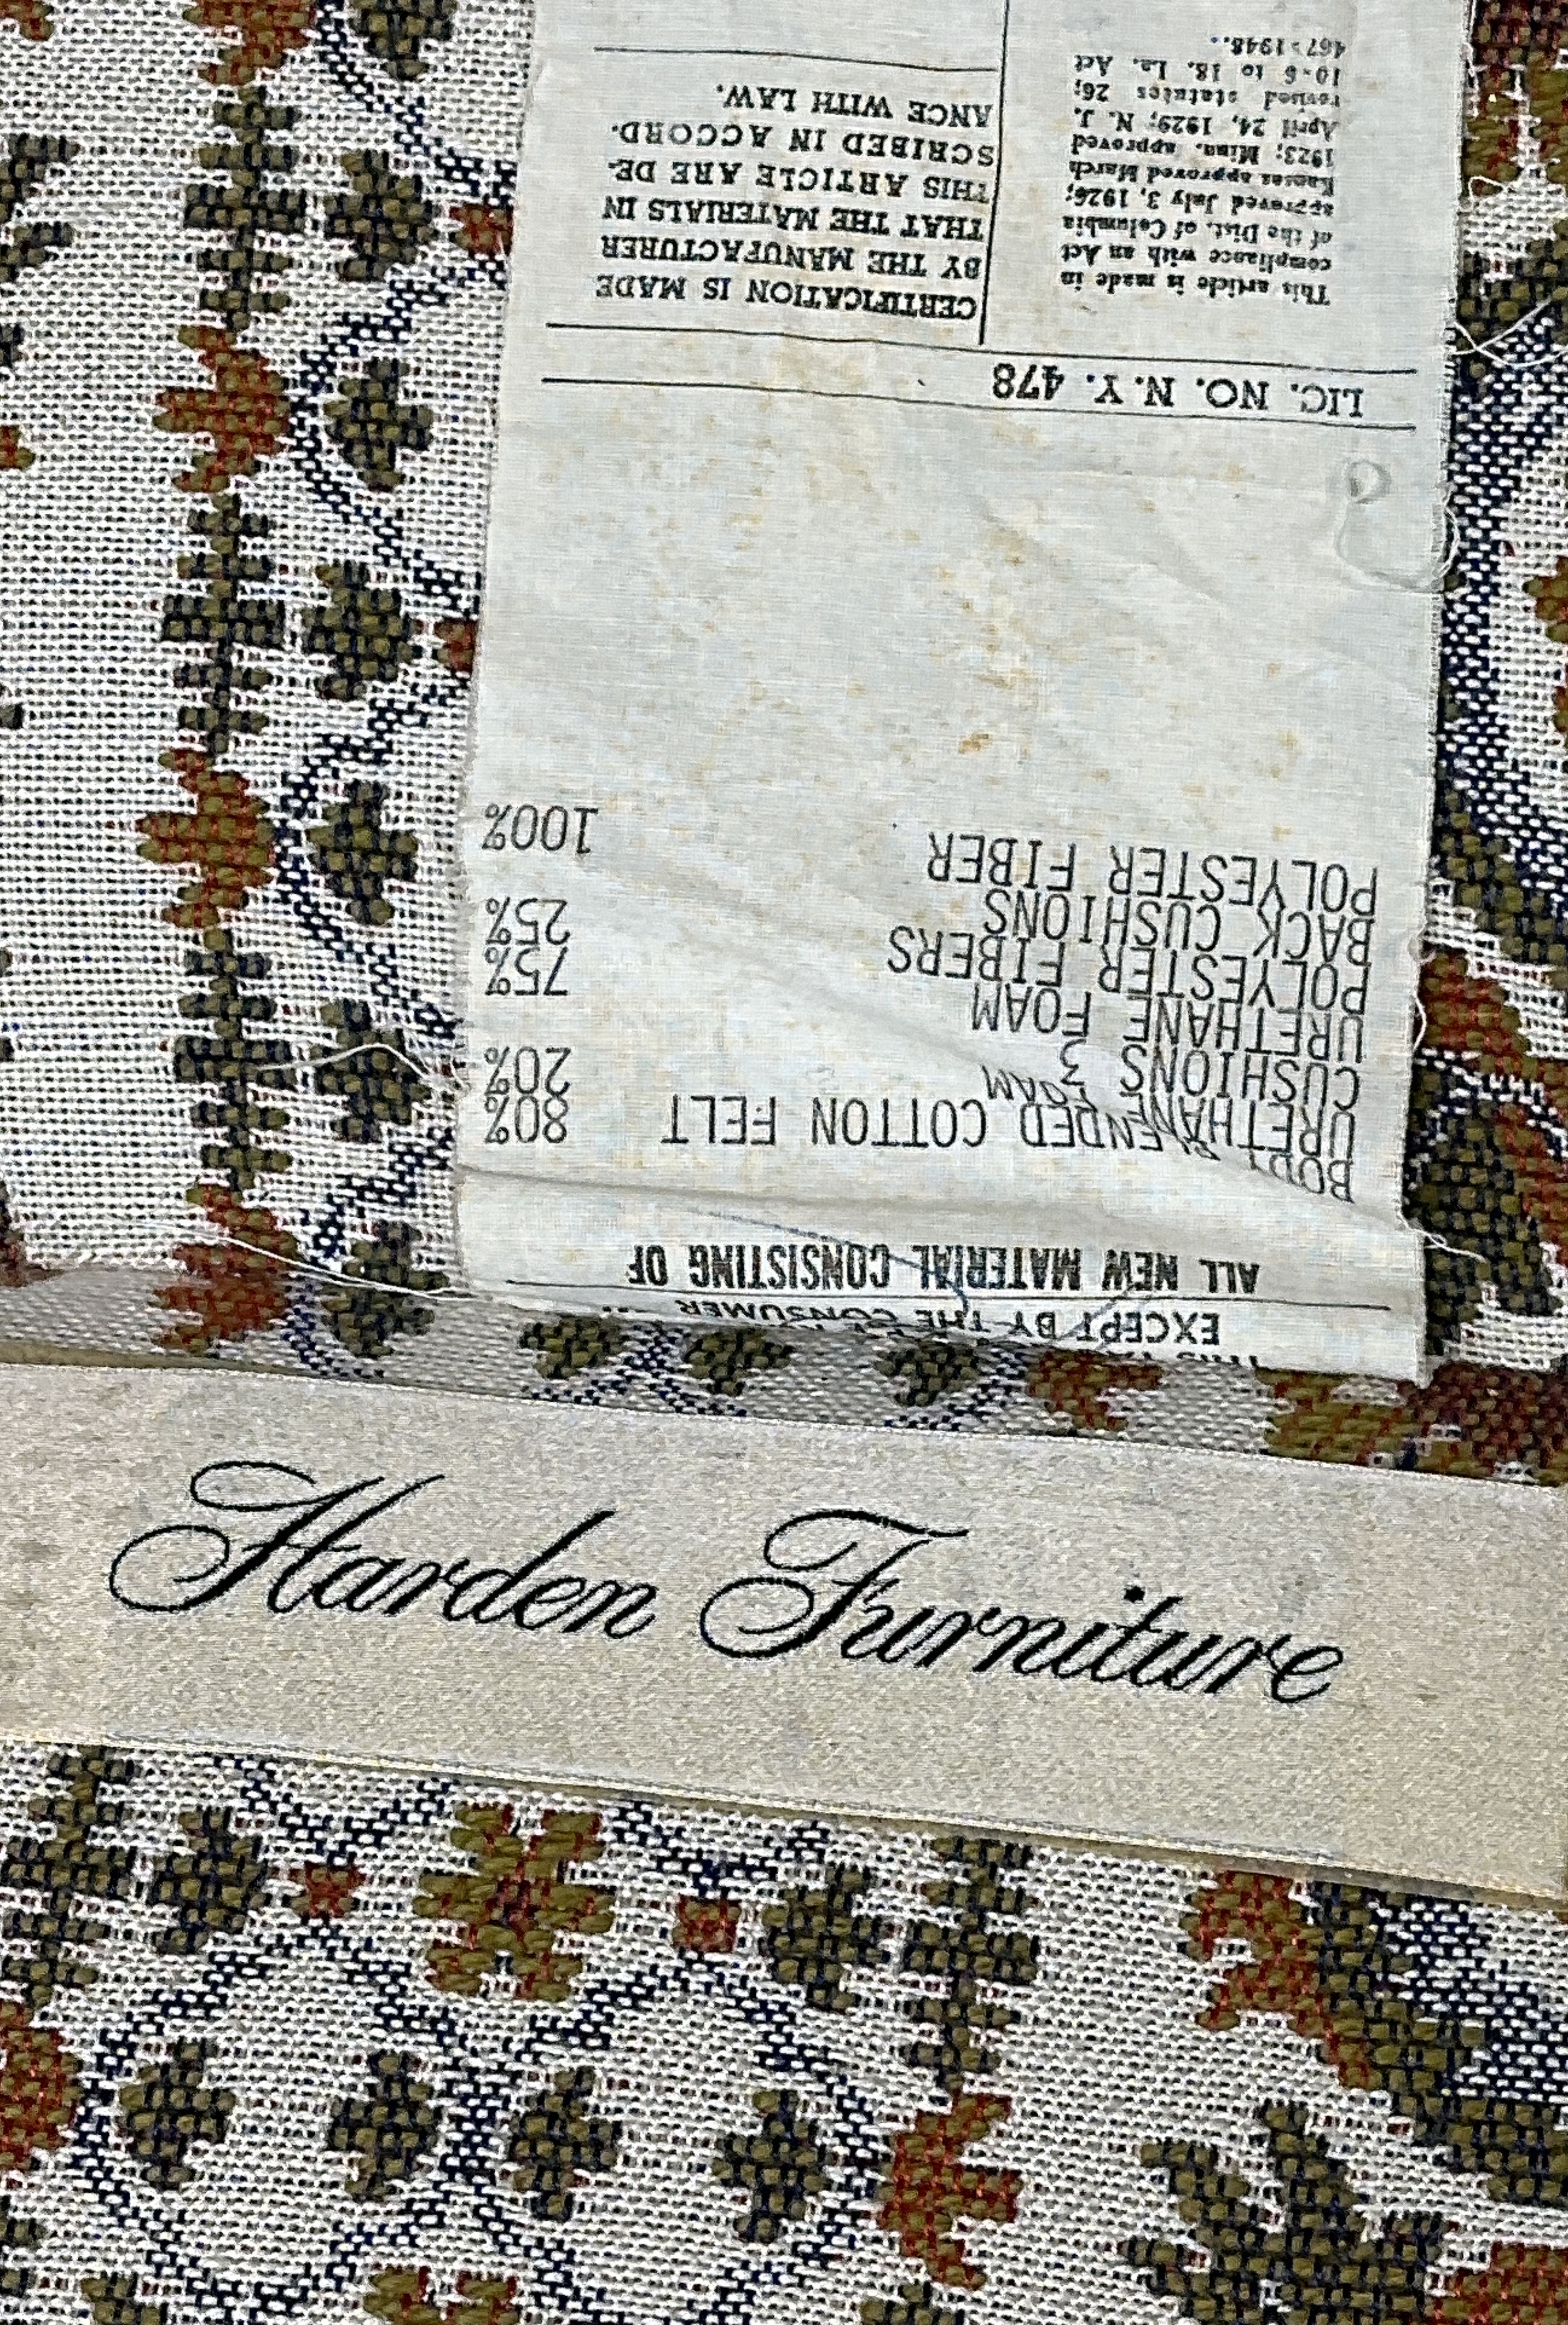 EXCEPT BY THE CONSUMER
ALL NEW MATERIAL CONSISTING OF
BODY
BLENDED COTTON FELT 80%
URETHANE FOAM 20%
CUSHIONS 3
URETHANE FOAM 75%
POLYESTER FIBERS 25%
BACK CUSHIONS
POLYESTER FIBER 100%
LIC. NO. N.Y. 478
This article is made in
compliance with an Act
of the Dist. of Columbia
approved July 3, 1926;
Kansas approved March
1923; Minn. approved
April 24, 1929; N. J.
revised statutes 26;
10-6 to 18. La. Act
467-1948.
CERTIFICATION IS MADE
BY THE MANUFACTURER
THAT THE MATERIALS IN
THIS ARTICLE ARE DE-
SCRIBED IN ACCORD-
ANCE WITH LAW.
Harden Furniture